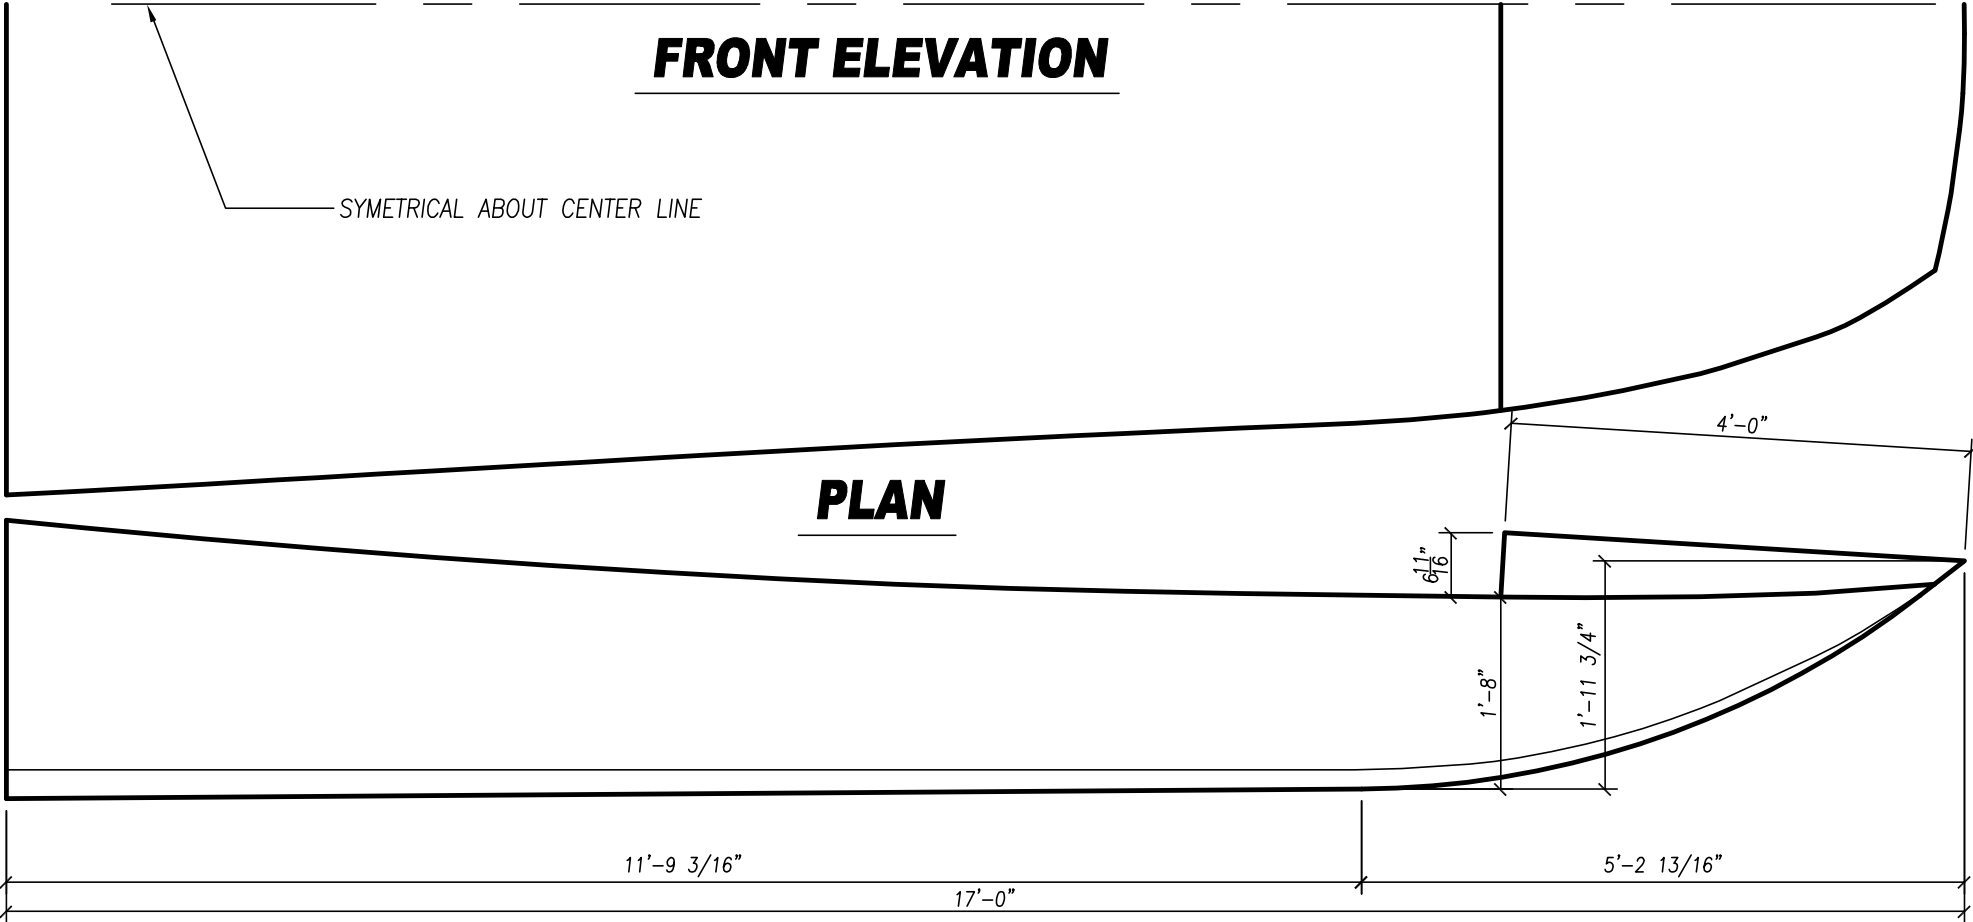 FRONT ELEVATION
SYMETRICAL ABOUT CENTER LINE
4'-0"
PLAN
6 11/16"
1'-8"
1'-11 3/4"
11'-9 3/16"
5'-2 13/16"
17'-0"